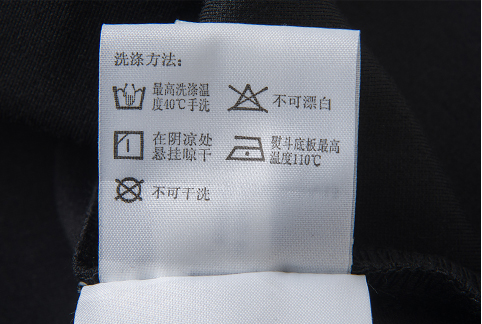 洗涤方法：
最高洗涤温
度40℃手洗
不可漂白
在阴凉处
悬挂晾干
熨斗底板最高
温度110℃
不可干洗